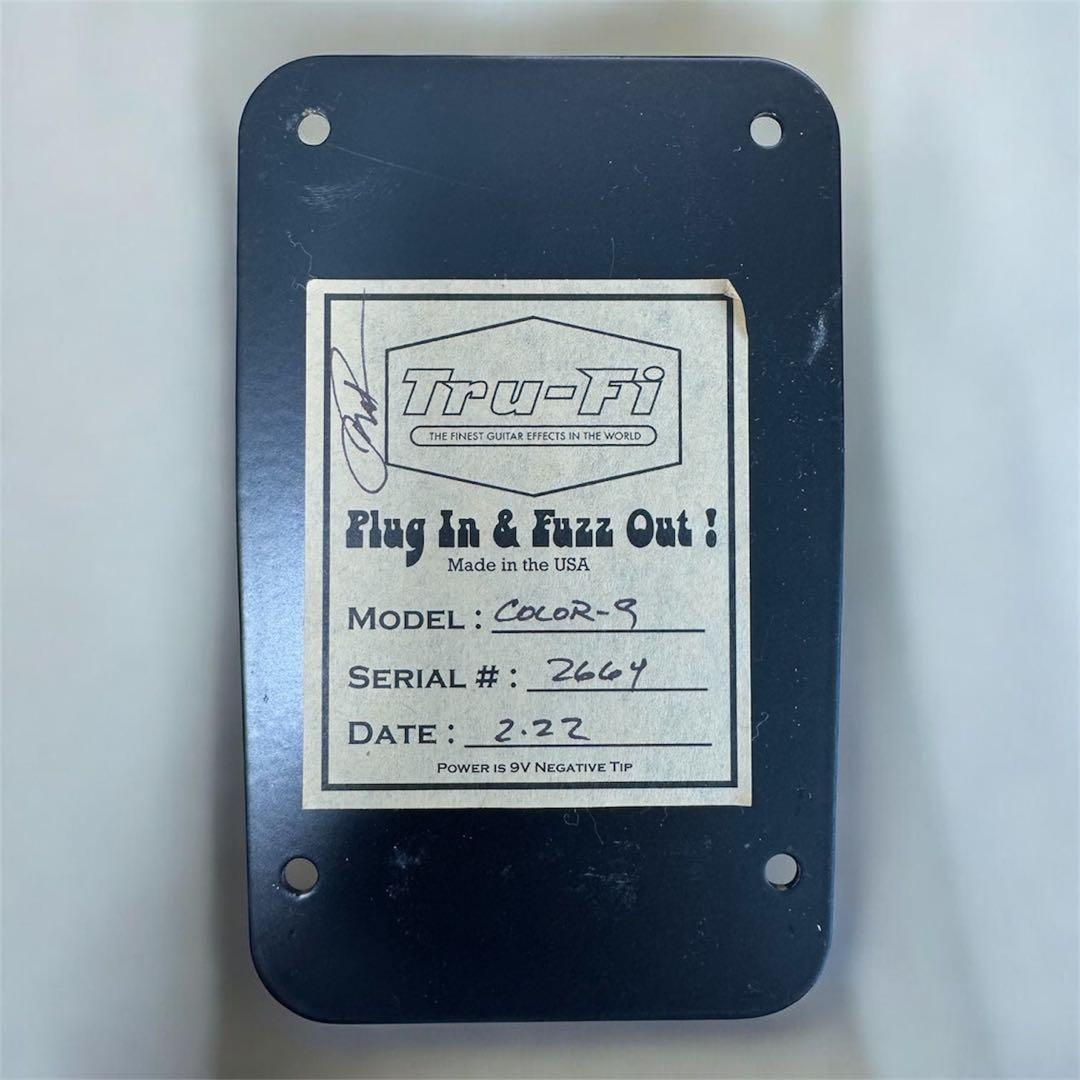 Tru-Fi
THE FINEST GUITAR EFFECTS IN THE WORLD
Plug In & Fuzz Out !
Made in the USA
MODEL : COLOR-9
SERIAL # : 2664
DATE : 2.22
POWER IS 9V NEGATIVE TIP